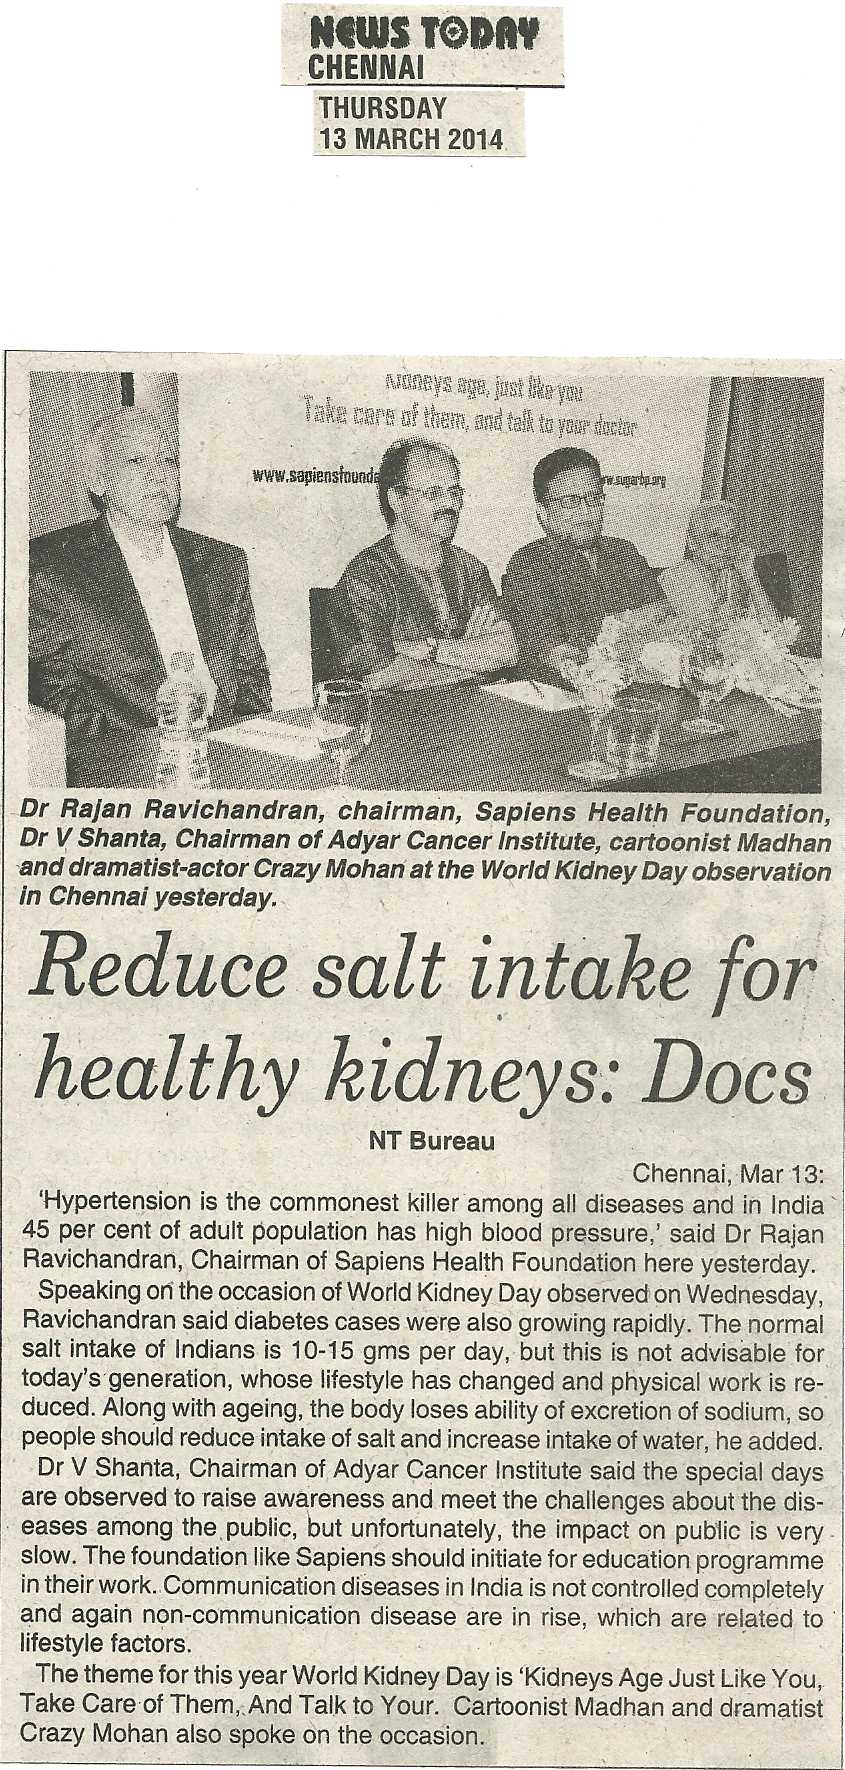 NEWS TODAY
CHENNAI
THURSDAY
13 MARCH 2014
Kidneys age, just like you
Take care of them, and talk to your doctor
www.sapiensfounda
ww.sugarbp.org
Dr Rajan Ravichandran, chairman, Sapiens Health Foundation,
Dr V Shanta, Chairman of Adyar Cancer Institute, cartoonist Madhan
and dramatist-actor Crazy Mohan at the World Kidney Day observation
in Chennai yesterday.
Reduce salt intake for
healthy kidneys: Docs
NT Bureau
Chennai, Mar 13:
'Hypertension is the commonest killer among all diseases and in India
45 per cent of adult population has high blood pressure,' said Dr Rajan
Ravichandran, Chairman of Sapiens Health Foundation here yesterday.
Speaking on the occasion of World Kidney Day observed on Wednesday,
Ravichandran said diabetes cases were also growing rapidly. The normal
salt intake of Indians is 10-15 gms per day, but this is not advisable for
today's generation, whose lifestyle has changed and physical work is re-
duced. Along with ageing, the body loses ability of excretion of sodium, so
people should reduce intake of salt and increase intake of water, he added.
Dr V Shanta, Chairman of Adyar Cancer Institute said the special days
are observed to raise awareness and meet the challenges about the dis-
eases among the public, but unfortunately, the impact on public is very
slow. The foundation like Sapiens should initiate for education programme
in their work. Communication diseases in India is not controlled completely
and again non-communication disease are in rise, which are related to
lifestyle factors.
The theme for this year World Kidney Day is 'Kidneys Age Just Like You,
Take Care of Them, And Talk to Your. Cartoonist Madhan and dramatist
Crazy Mohan also spoke on the occasion.